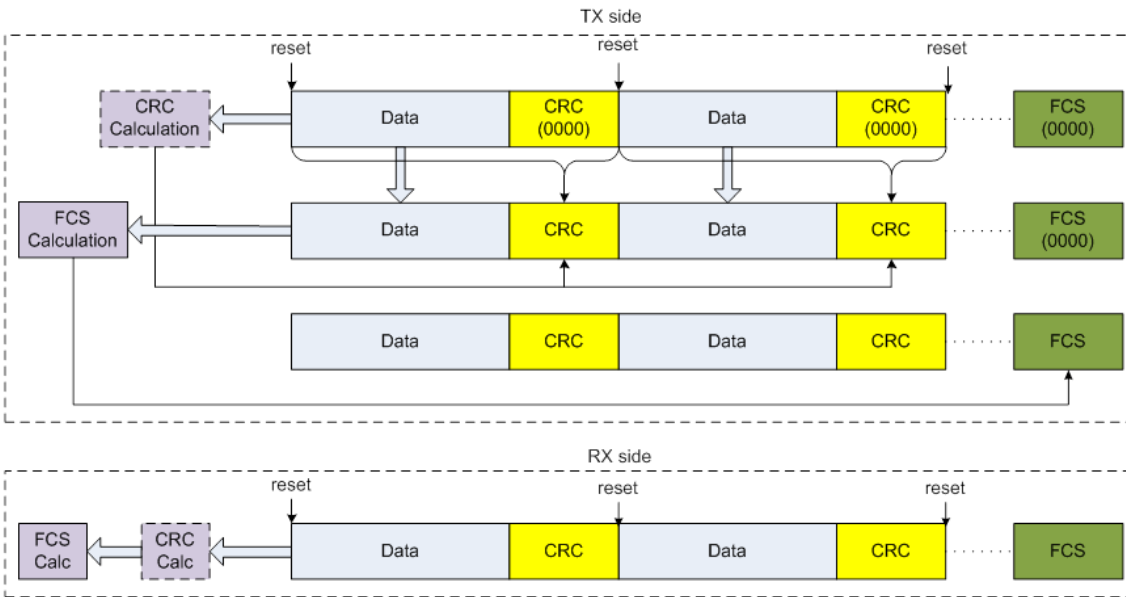 TX side
reset
reset
reset
CRC
Calculation
Data
CRC
(0000)
Data
CRC
(0000)
FCS
(0000)
FCS
Calculation
Data
CRC
Data
CRC
FCS
(0000)
Data
CRC
Data
CRC
FCS
RX side
reset
reset
reset
FCS
Calc
CRC
Calc
Data
CRC
Data
CRC
FCS